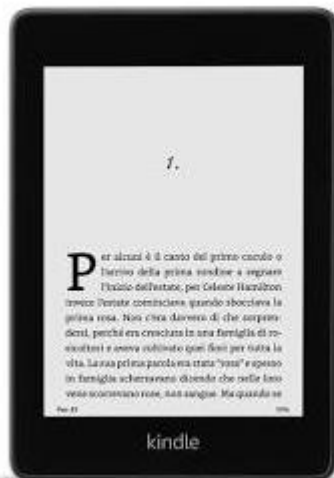 1.
Per alcuni è il canto del primo cuculo o
l'arrivo della prima rondine a segnare
l'inizio dell'estate, per Celeste Hamilton
invece l'estate cominciava quando sbocciava la
prima rosa. Non c'era davvero di che sorpren-
dersi, perché era cresciuta in una famiglia di ro-
sicoltori e aveva coltivato quei fiori per tutta la
vita. La sua prima parola era stata "rosa" e spesso
in famiglia scherzavano dicendo che nelle loro
vene scorrevano rose, non sangue. Ma quando se
kindle